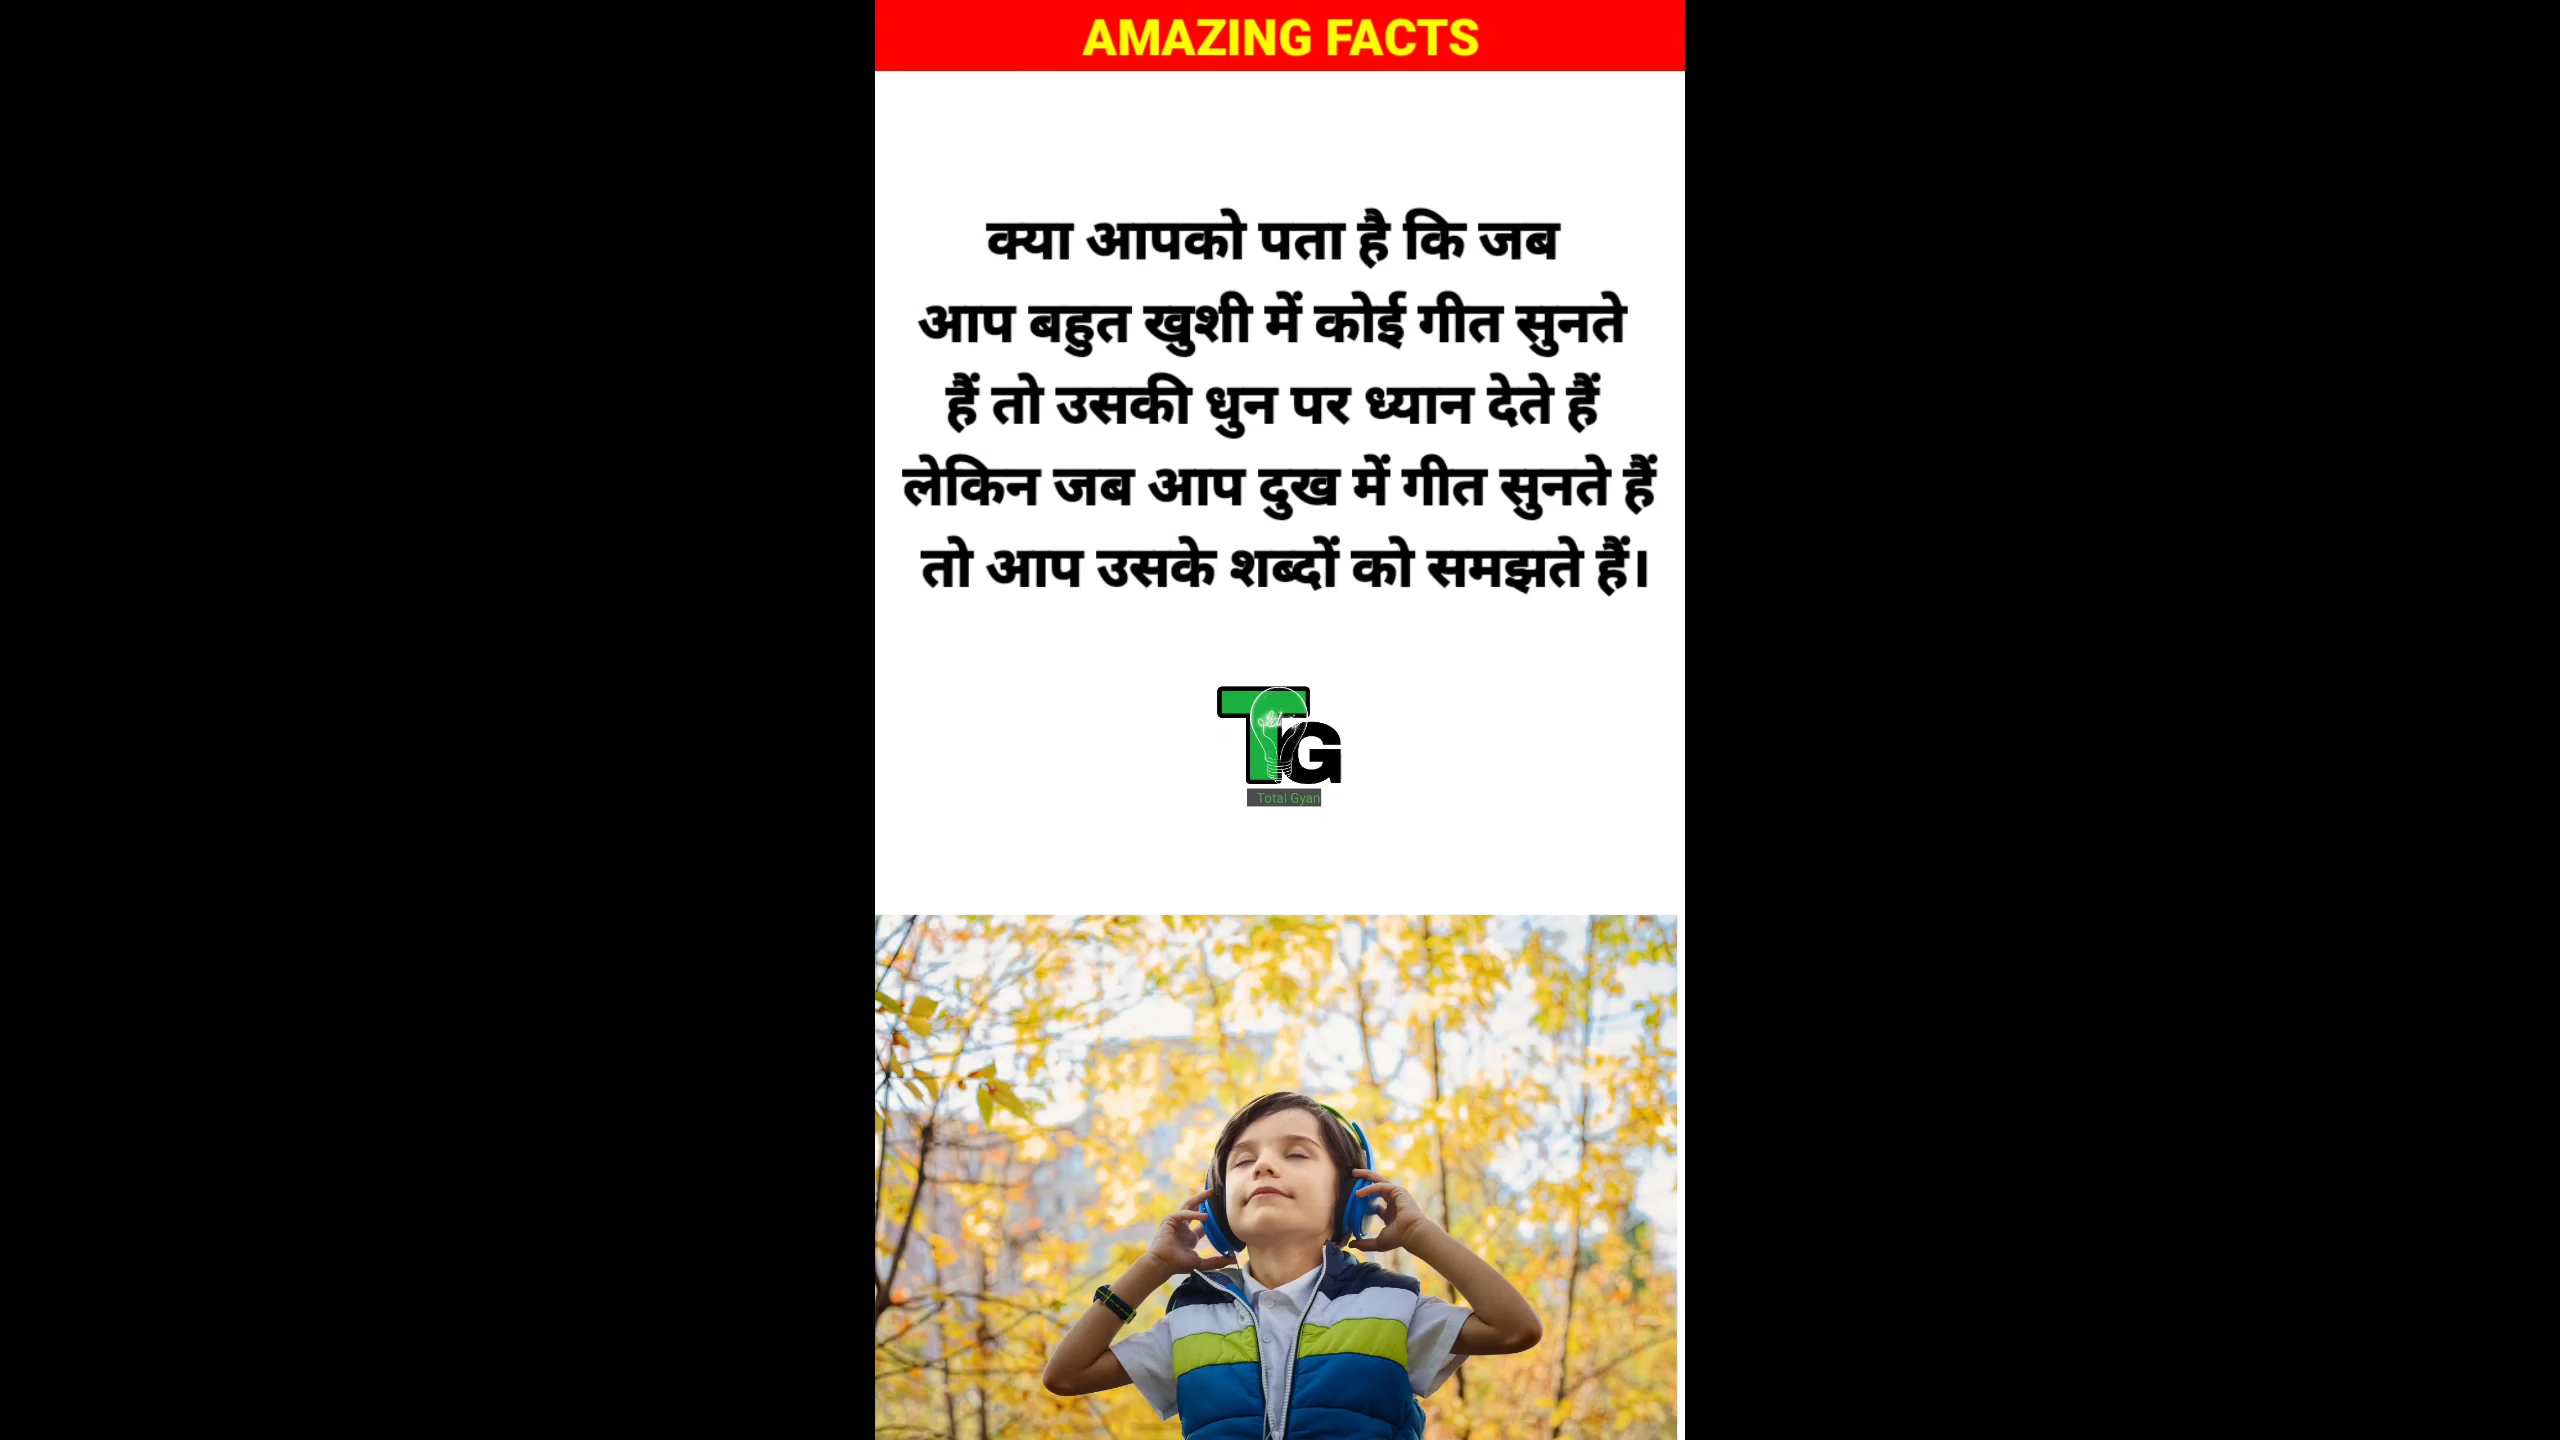 AMAZING FACTS
क्या आपको पता है कि जब
आप बहुत खुशी में कोई गीत सुनते
हैं तो उसकी धुन पर ध्यान देते हैं
लेकिन जब आप दुख में गीत सुनते हैं
तो आप उसके शब्दों को समझते हैं।
TG
Total Gyan